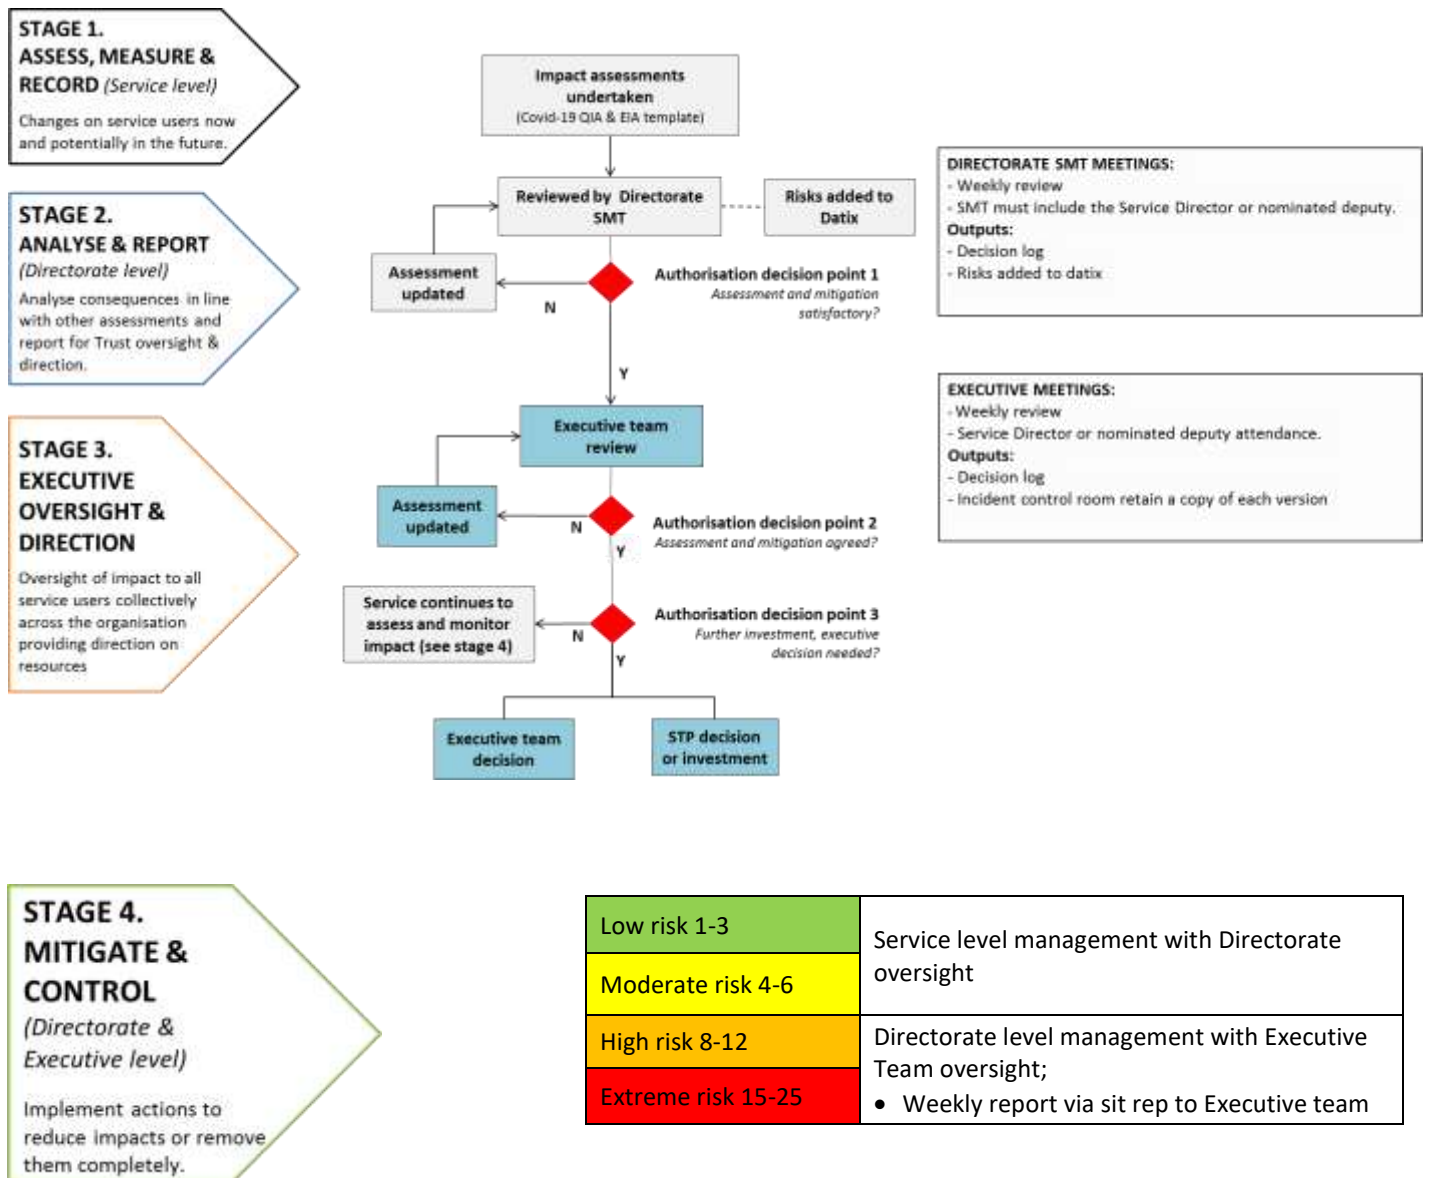 STAGE 1.
ASSESS, MEASURE &
RECORD (Service level)
Changes on service users now
and potentially in the future.
STAGE 2.
ANALYSE & REPORT
(Directorate level)
Analyse consequences in line
with other assessments and
report for Trust oversight &
direction.
STAGE 3.
EXECUTIVE
OVERSIGHT &
DIRECTION
Oversight of impact to all
service users collectively
across the organisation
providing direction on
resources
Impact assessments
undertaken
(Covid-19 QIA & EIA template)
Reviewed by Directorate
SMT
Risks added to
Datix
Assessment
updated
N
Authorisation decision point 1
Assessment and mitigation
satisfactory?
Y
Executive team
review
Assessment
updated
N
Authorisation decision point 2
Assessment and mitigation agreed?
Y
Service continues to
assess and monitor
impact (see stage 4)
N
Authorisation decision point 3
Further investment, executive
decision needed?
Y
Executive team
decision
STP decision
or investment
DIRECTORATE SMT MEETINGS:
- Weekly review
- SMT must include the Service Director or nominated deputy.
Outputs:
- Decision log
- Risks added to datix
EXECUTIVE MEETINGS:
- Weekly review
- Service Director or nominated deputy attendance.
Outputs:
- Decision log
- Incident control room retain a copy of each version
STAGE 4.
MITIGATE &
CONTROL
(Directorate &
Executive level)
Implement actions to
reduce impacts or remove
them completely.
Low risk 1-3
Moderate risk 4-6
Service level management with Directorate
oversight
High risk 8-12
Extreme risk 15-25
Directorate level management with Executive
Team oversight;
• Weekly report via sit rep to Executive team